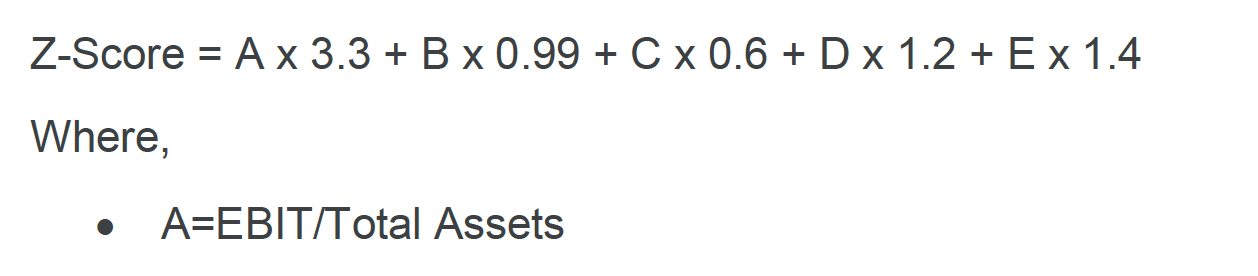 Z-Score = A x 3.3 + B x 0.99 + C x 0.6 + D x 1.2 + E x 1.4
Where,
● A=EBIT/Total Assets